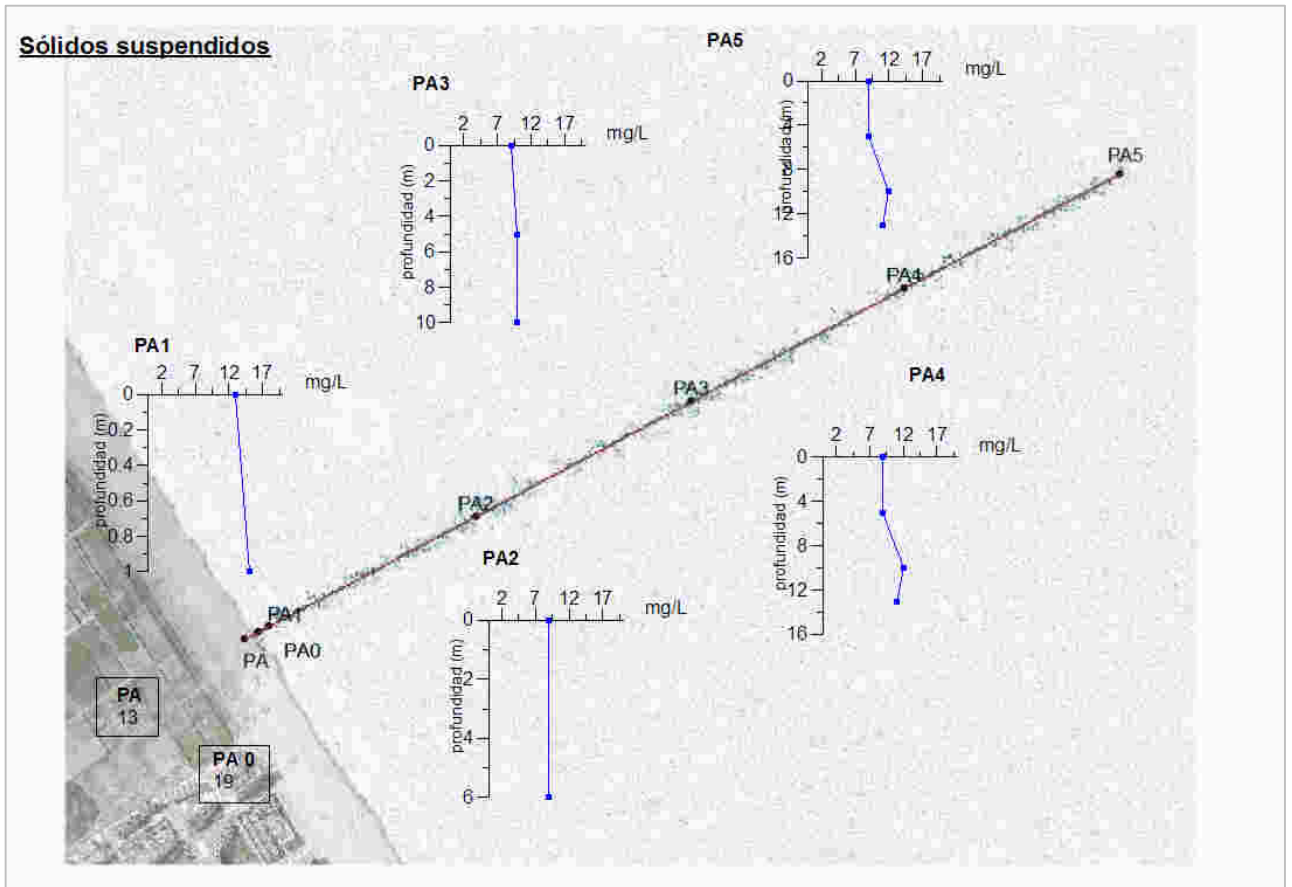 Sólidos suspendidos
PA5
2 7 12 17 mg/L
0
4
8
12
16
profundidad (m)
PA3
2 7 12 17 mg/L
0
2
4
6
8
10
profundidad (m)
PA5
PA4
PA1
2 7 12 17 mg/L
0
0.2
0.4
0.6
0.8
1
profundidad (m)
PA3
PA4
2 7 12 17 mg/L
0
4
8
12
16
profundidad (m)
PA2
PA2
2 7 12 17 mg/L
0
2
4
6
profundidad (m)
PA1
PA0
PA
PA
13
PA 0
19